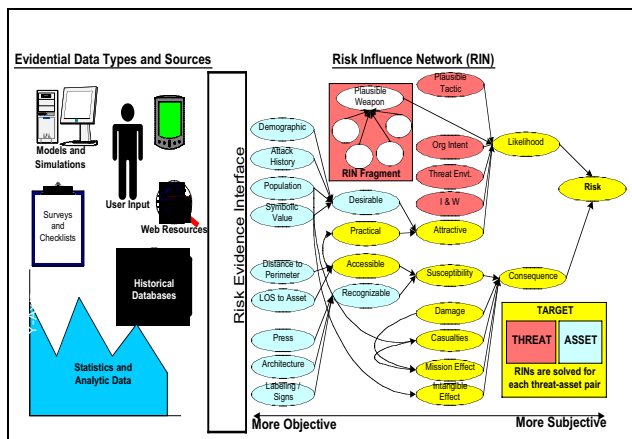 Evidential Data Types and Sources
Models and
Simulations
User Input
Surveys and
Checklists
Web Resources
Historical
Databases
Statistics and
Analytic Data
Risk Evidence Interface
Risk Influence Network (RIN)
Plausible
Weapon
RIN Fragment
Plausible
Tactic
Org Intent
Threat Envt.
I & W
Likelihood
Risk
Demographic
Attack
History
Population
Symbolic
Value
Desirable
Practical
Attractive
Distance to
Perimeter
LOS to Asset
Accessible
Recognizable
Susceptibility
Consequence
Press
Architecture
Labeling /
Signs
Damage
Casualties
Mission Effect
Intangible
Effect
TARGET
THREAT
ASSET
RINs are solved for
each threat-asset pair
More Objective
More Subjective